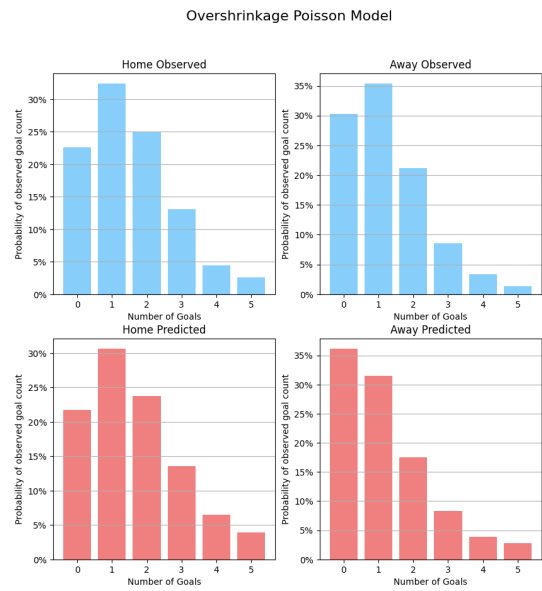 Overshrinkage Poisson Model
Home Observed
Probability of observed goal count
30%
25%
20%
15%
10%
5%
0%
0 1 2 3 4 5
Number of Goals
Away Observed
Probability of observed goal count
35%
30%
25%
20%
15%
10%
5%
0%
0 1 2 3 4 5
Number of Goals
Home Predicted
Probability of observed goal count
30%
25%
20%
15%
10%
5%
0%
0 1 2 3 4 5
Number of Goals
Away Predicted
Probability of observed goal count
35%
30%
25%
20%
15%
10%
5%
0%
0 1 2 3 4 5
Number of Goals